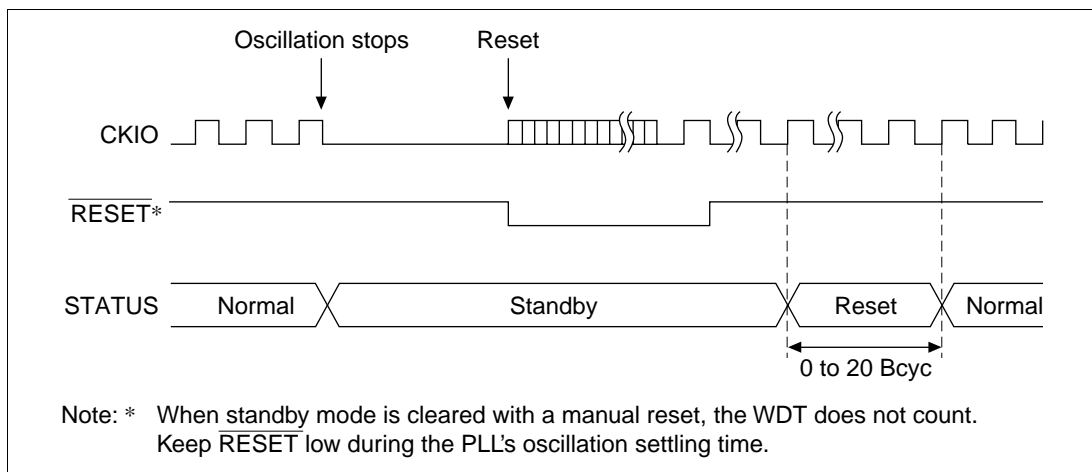 Oscillation stops Reset
CKIO
RESET*
STATUS Normal Standby Reset Normal
0 to 20 Bcyc
Note: * When standby mode is cleared with a manual reset, the WDT does not count.
Keep RESET low during the PLL's oscillation settling time.